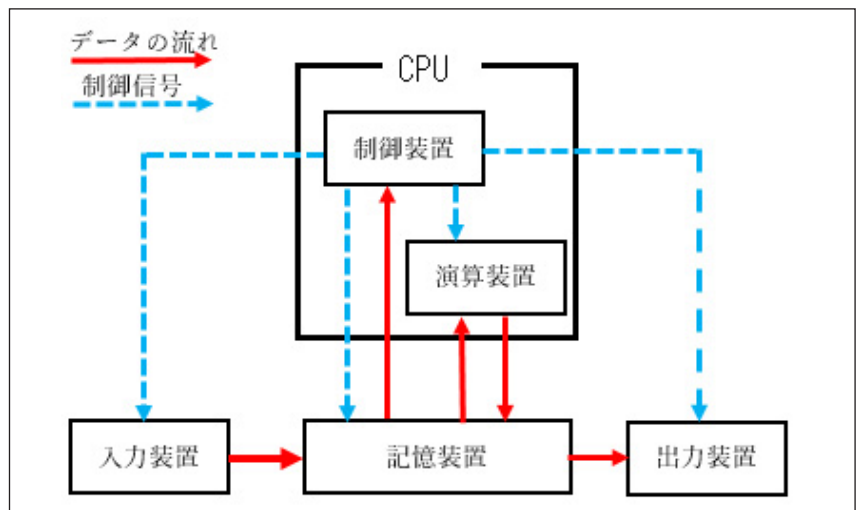 データの流れ
制御信号
CPU
制御装置
演算装置
入力装置
記憶装置
出力装置